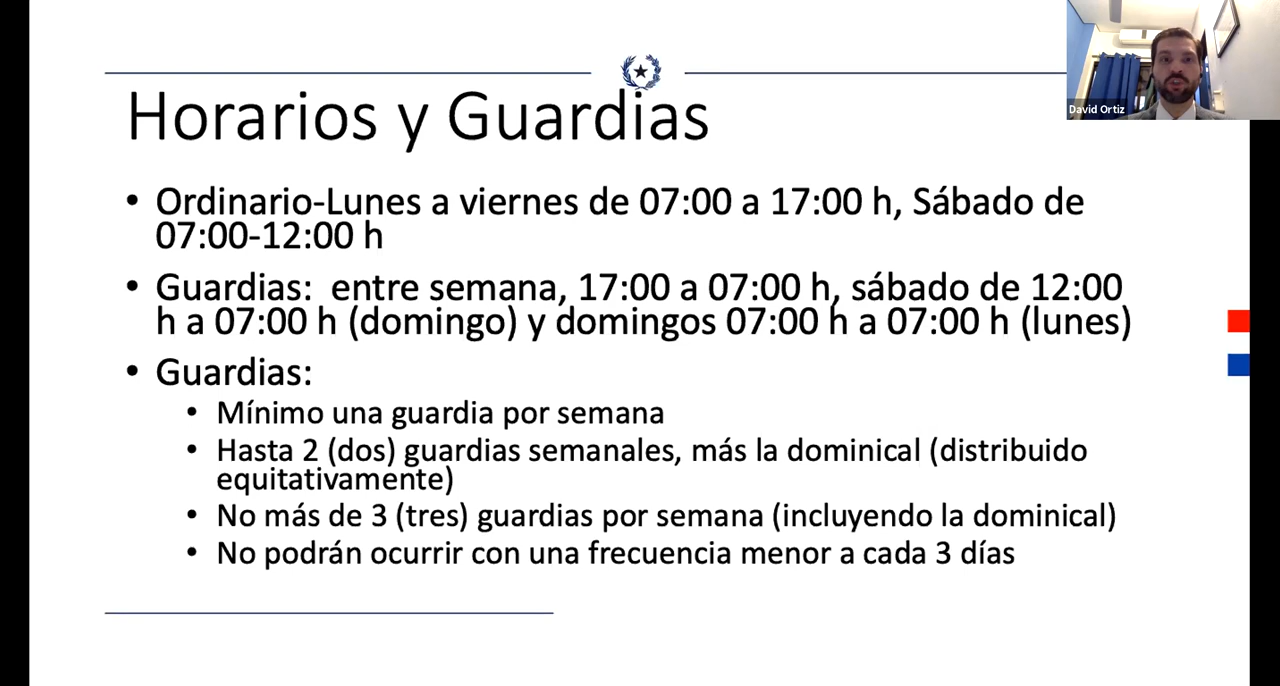 David Ortiz
Horarios y Guardias
• Ordinario-Lunes a viernes de 07:00 a 17:00 h, Sábado de
07:00-12:00 h
• Guardias:  entre semana, 17:00 a 07:00 h, sábado de 12:00
h a 07:00 h (domingo) y domingos 07:00 h a 07:00 h (lunes)
• Guardias:
• Mínimo una guardia por semana
• Hasta 2 (dos) guardias semanales, más la dominical (distribuido
equitativamente)
• No más de 3 (tres) guardias por semana (incluyendo la dominical)
• No podrán ocurrir con una frecuencia menor a cada 3 días